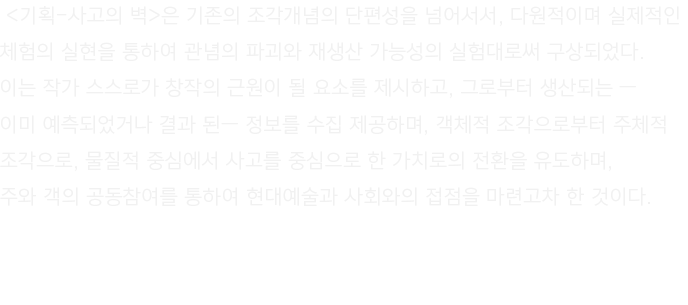 <기획-사고의 벽>은 기존의 조각개념의 단편성을 넘어서서, 다원적이며 실제적인
체험의 실현을 통하여 관념의 파괴와 재생산 가능성의 실험대로써 구상되었다.
이는 작가 스스로가 창작의 근원이 될 요소를 제시하고, 그로부터 생산되는 ㅡ
이미 예측되었거나 결과 된ㅡ 정보를 수집 제공하며, 객체적 조각으로부터 주체적
조각으로, 물질적 중심에서 사고를 중심으로 한 가치로의 전환을 유도하며,
주와 객의 공동참여를 통하여 현대예술과 사회와의 접점을 마련고차 한 것이다.